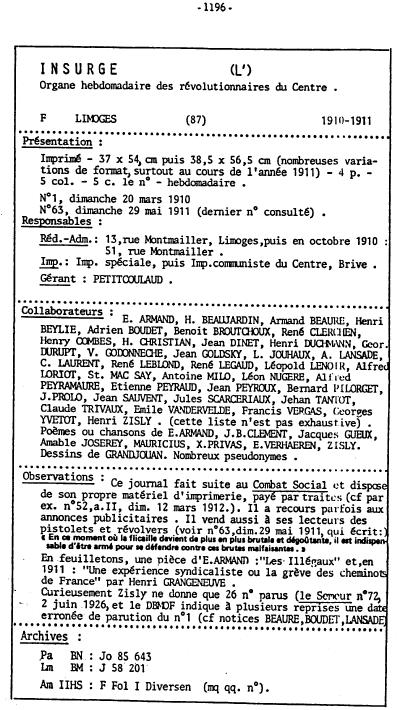 - 1196 -
INSURGE (L')
Organe hebdomadaire des révolutionnaires du Centre .
F LIMOGES (87) 1910-1911
Présentation :
Imprimé - 37 x 54, cm puis 38,5 x 56,5 cm (nombreuses varia-
tions de format, surtout au cours de l'année 1911) - 4 p. -
5 col. - 5 c. le n° - hebdomadaire .
N°1, dimanche 20 mars 1910
N°63, dimanche 29 mai 1911 (dernier n° consulté) .
Responsables :
Réd.-Adm.: 13,rue Montmailler, Limoges,puis en octobre 1910 :
51, rue Montmailler .
Imp.: Imp. spéciale, puis Imp.communiste du Centre, Brive .
Gérant : PETITCOULAUD .
Collaborateurs :
E. ARMAND, H. BEAUJARDIN, Armand BEAURE, Henri
BEYLIE, Adrien BOUDET, Benoit BROUTCHOUX, René
Henry COMBES, H. CHRISTIAN, Jean DINET, Henri DUCHMANN, Geor.
DURUPT, V. GODONNECHE, Jean GOLDSKY, L. JOUHAUX, A. LANSADE,
C. LAURENT, René LEBLOND, René LEGAUD, Léopold LENOIR, Alfred
LORIOT, St. MAC SAY, Antoine MILO, Léon NUGERE, Alfred
PEYRAMAURE, Etienne PEYRAUD, Jean PEYROUX, Bernard PILORGET,
J.PROLO, Jean SAUVENT, Jules SCARCERIAUX, Jehan TANTOT,
Claude TRIVAUX, Emile VANDERVELDE, Francis VERGAS, Georges
YVETOT, Henri ZISLY . (cette liste n'est pas exhaustive) .
Poèmes ou chansons de E.ARMAND, J.B.CLEMENT, Jacques GUEUX,
Amable JOSEREY, MAURICIUS, X.PRIVAS, E.VERHAEREN, ZISLY.
Dessins de GRANDJOUAN. Nombreux pseudonymes .
Observations :
Ce journal fait suite au Combat Social et dispose
de son propre matériel d'imprimerie, payé par traites (cf par
ex. n°52,a.II, dim. 12 mars 1912.). Il a recours parfois aux
annonces publicitaires . Il vend aussi à ses lecteurs des
pistolets et révolvers (voir n°63,dim.29 mai 1911, qui écrit:)
« En ce moment où la flicaille devient de plus en plus brutale et dégoûtante, il est indispen-
sable d'être armé pour se défendre contre ces brutes malfaisantes . »
En feuilletons, une pièce d'E.ARMAND :"Les Illégaux" et,en
1911 : "Une expérience syndicaliste ou la grève des cheminots
de France" par Henri GRANGENEUVE .
Curieusement Zisly ne donne que 26 n° parus (le Semeur n°72,
2 juin 1926,et le DBMOF indique à plusieurs reprises une date
erronée de parution du n°1 (cf notices BEAURE,BOUDET,LANSADE)
Archives :
Pa BN : Jo 85 643
Lm BM : J 58 201
Am IIHS : F Fol I Diversen (mq qq. n°).